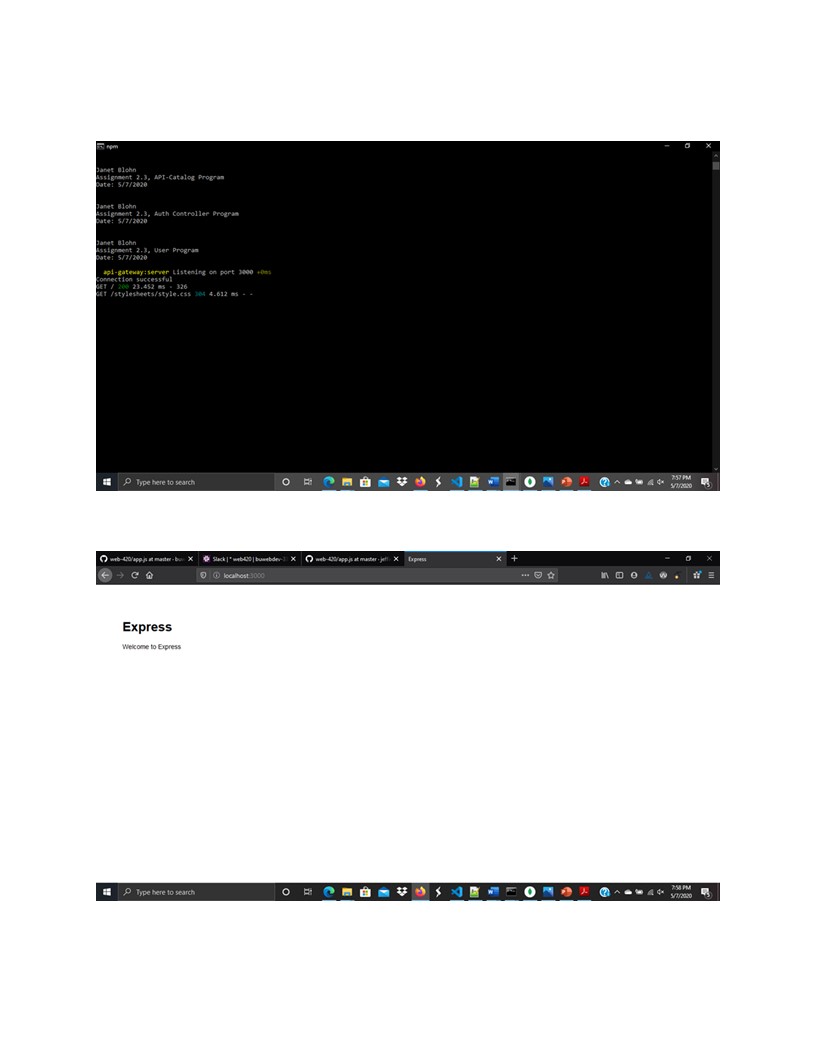 npm
Janet Blohn
Assignment 2.3, API-Catalog Program
Date: 5/7/2020
Janet Blohn
Assignment 2.3, Auth Controller Program
Date: 5/7/2020
Janet Blohn
Assignment 2.3, User Program
Date: 5/7/2020
api-gateway:server Listening on port 3000 +0ms
Connection successful
GET / 200 23.452 ms - 326
GET /stylesheets/style.css 304 4.612 ms - -
Type here to search
7:57 PM
5/7/2020
web-420/app.js at master · buw
Slack | * web420 | buwebdev-
web-420/app.js at master · jeff
Express
localhost:3000
Express
Welcome to Express
Type here to search
7:58 PM
5/7/2020